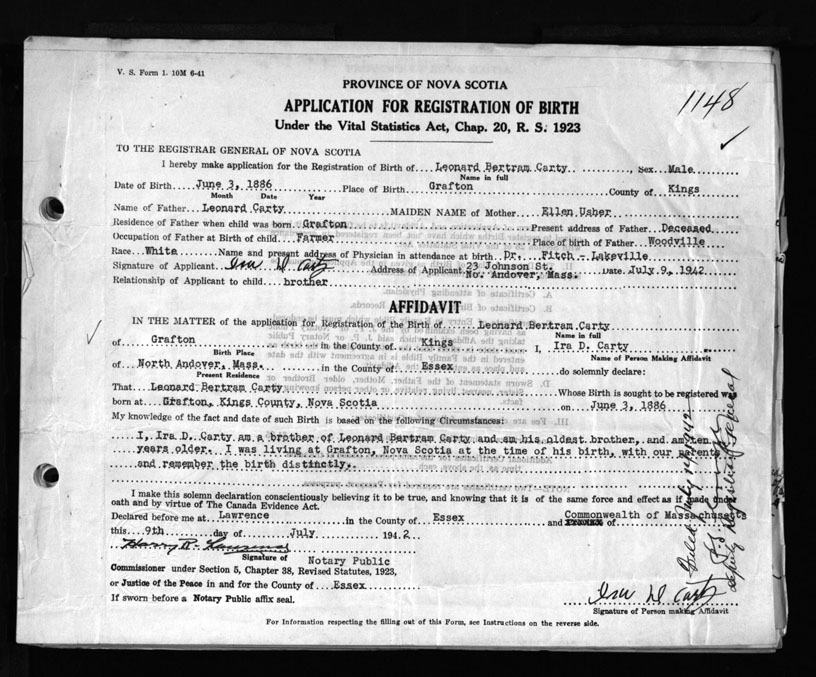 V. S. Form 1. 10M 6-41
1148
PROVINCE OF NOVA SCOTIA
APPLICATION FOR REGISTRATION OF BIRTH
Under the Vital Statistics Act, Chap. 20, R. S. 1923
TO THE REGISTRAR GENERAL OF NOVA SCOTIA
I hereby make application for the Registration of Birth of Leonard Bertram Carty, Sex Male
Name in full
Date of Birth June 3, 1886 Place of Birth Grafton County of Kings
Month Date Year
Name of Father Leonard Carty MAIDEN NAME of Mother Ellen Usher
Residence of Father when child was born Grafton Present address of Father Deceased
Occupation of Father at Birth of child Farmer Place of birth of Father Woodville
Race White Name and present address of Physician in attendance at birth Dr. Fitch - Lakeville
Signature of Applicant Ira D Carty Address of Applicant 23 Johnson St. No. Andover, Mass. Date July 9, 1942
Relationship of Applicant to child brother
AFFIDAVIT
IN THE MATTER of the application for Registration of the Birth of Leonard Bertram Carty
Name in full
of Grafton in the County of Kings I, Ira D. Carty
Birth Place Name of Person Making Affidavit
of North Andover, Mass. in the County of Essex do solemnly declare:
Present Residence
That Leonard Bertram Carty Whose Birth is sought to be registered was
born at Grafton, Kings County, Nova Scotia on June 3, 1886
My knowledge of the fact and date of such Birth is based on the following Circumstances:
I, Ira D. Carty am a brother of Leonard Bertram Carty and am his oldest brother, and am ten
years older. I was living at Grafton, Nova Scotia at the time of his birth, with our parents
and remember the birth distinctly.
I make this solemn declaration conscientiously believing it to be true, and knowing that it is of the same force and effect as if made under
oath and by virtue of The Canada Evidence Act.
Declared before me at Lawrence in the County of Essex and Commonwealth of Massachusetts
this 9th day of July 1942
Harry R.
Signature of Notary Public
Commissioner under Section 5, Chapter 38, Revised Statutes, 1923,
or Justice of the Peace in and for the County of Essex
If sworn before a Notary Public affix seal.
Ira D Carty
Signature of Person making Affidavit
For Information respecting the filling out of this Form, see Instructions on the reverse side.
Filed July 14 1942
Deputy Registrar General